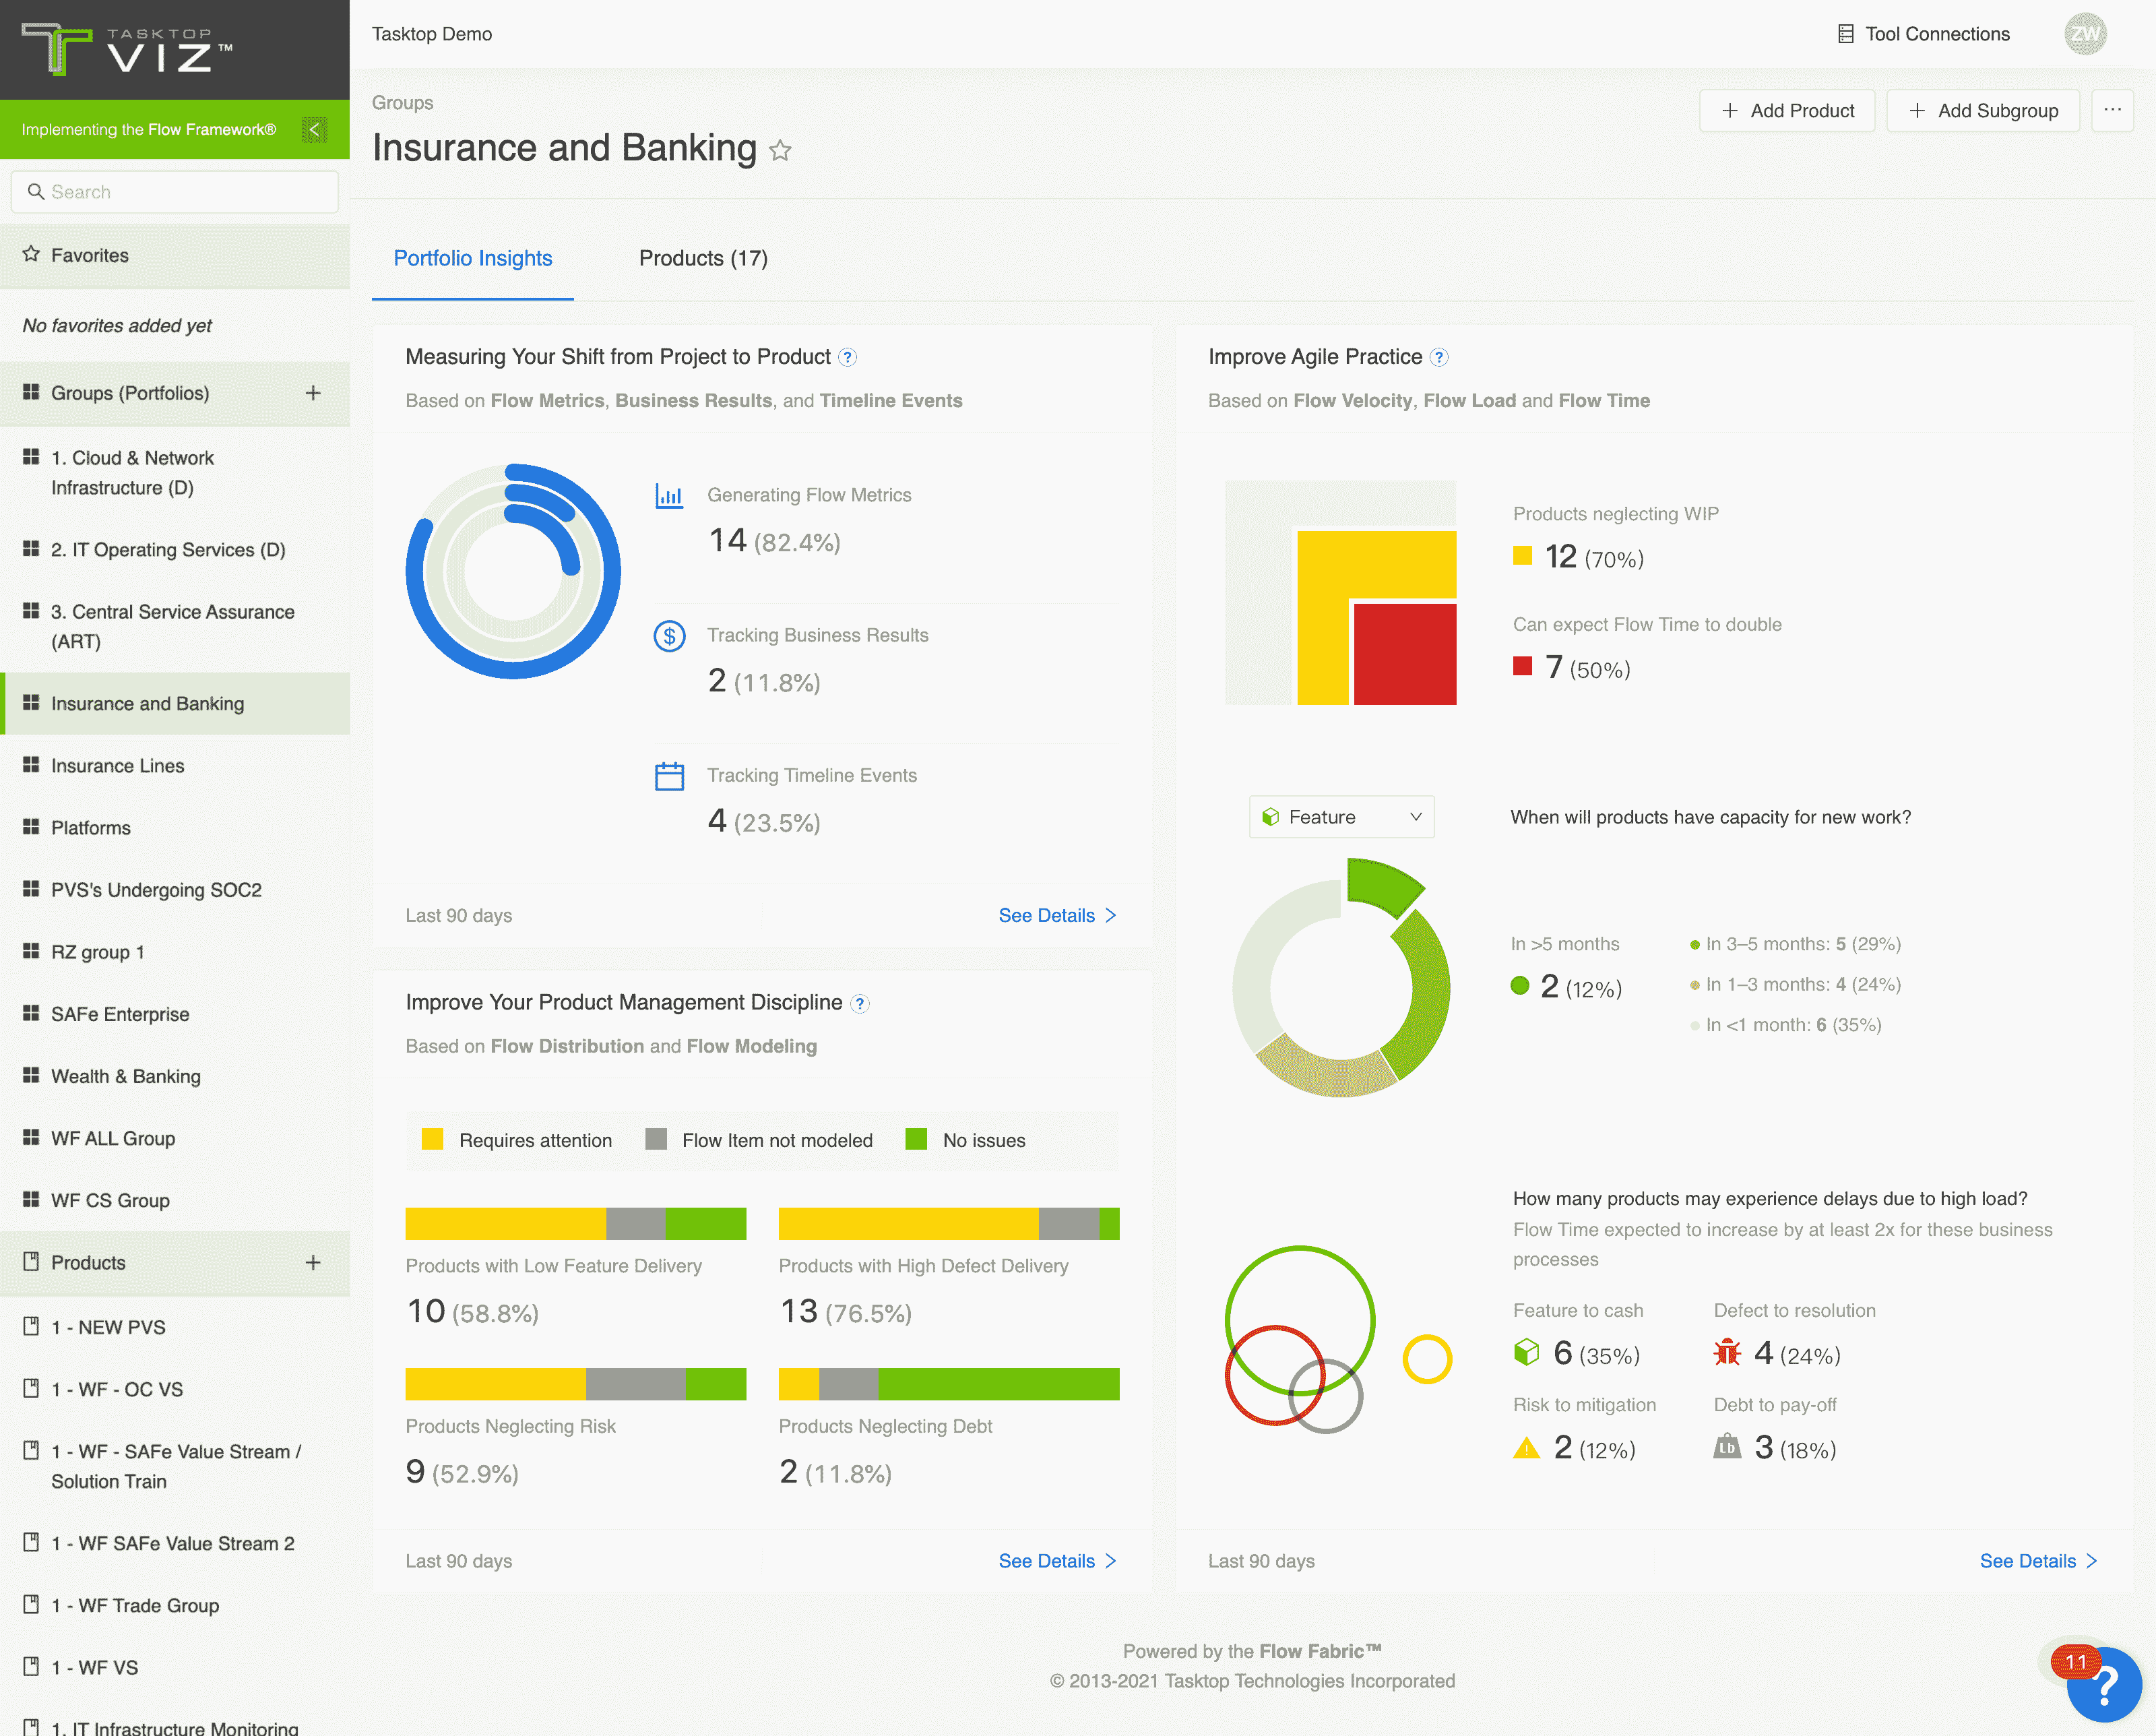 TASKTOP
VIZ™
Implementing the Flow Framework®
Search
Favorites
No favorites added yet
Groups (Portfolios)
1. Cloud & Network
Infrastructure (D)
2. IT Operating Services (D)
3. Central Service Assurance
(ART)
Insurance and Banking
Insurance Lines
Platforms
PVS's Undergoing SOC2
RZ group 1
SAFe Enterprise
Wealth & Banking
WF ALL Group
WF CS Group
Products
1 - NEW PVS
1 - WF - OC VS
1 - WF - SAFe Value Stream /
Solution Train
1 - WF SAFe Value Stream 2
1 - WF Trade Group
1 - WF VS
1. IT Infrastructure Monitoring
Tasktop Demo
Tool Connections
ZW
Groups
Insurance and Banking
+ Add Product
+ Add Subgroup
...
Portfolio Insights
Products (17)
Measuring Your Shift from Project to Product ?
Based on Flow Metrics, Business Results, and Timeline Events
Generating Flow Metrics
14 (82.4%)
$ Tracking Business Results
2 (11.8%)
Tracking Timeline Events
4 (23.5%)
Last 90 days
See Details >
Improve Your Product Management Discipline ?
Based on Flow Distribution and Flow Modeling
Requires attention
Flow Item not modeled
No issues
Products with Low Feature Delivery
10 (58.8%)
Products with High Defect Delivery
13 (76.5%)
Products Neglecting Risk
9 (52.9%)
Products Neglecting Debt
2 (11.8%)
Last 90 days
See Details >
Improve Agile Practice ?
Based on Flow Velocity, Flow Load and Flow Time
Products neglecting WIP
12 (70%)
Can expect Flow Time to double
7 (50%)
Feature
When will products have capacity for new work?
In >5 months
2 (12%)
In 3–5 months: 5 (29%)
In 1–3 months: 4 (24%)
In <1 month: 6 (35%)
How many products may experience delays due to high load?
Flow Time expected to increase by at least 2x for these business
processes
Feature to cash
6 (35%)
Defect to resolution
4 (24%)
Risk to mitigation
2 (12%)
Debt to pay-off
Lb 3 (18%)
Last 90 days
See Details >
Powered by the Flow Fabric™
© 2013-2021 Tasktop Technologies Incorporated
11
?